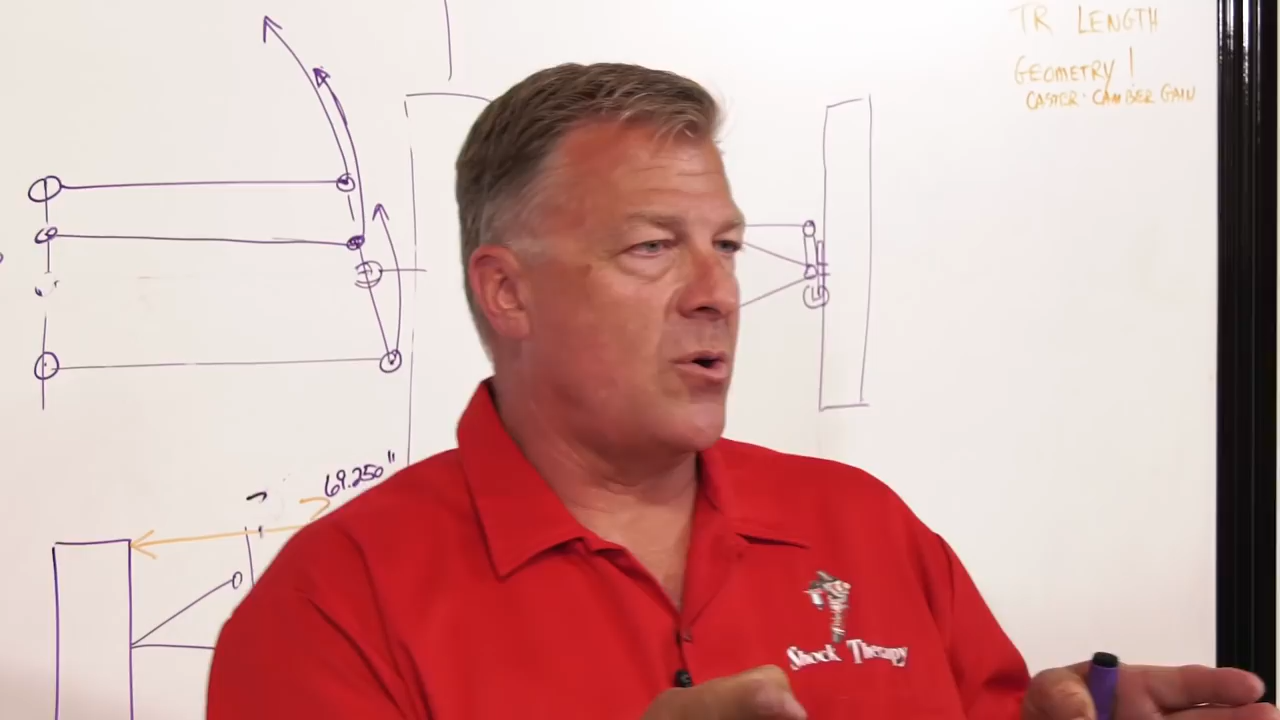 TR LENGTH
GEOMETRY
CASTER · CAMBER GAIN
69.250"
Shock Therapy